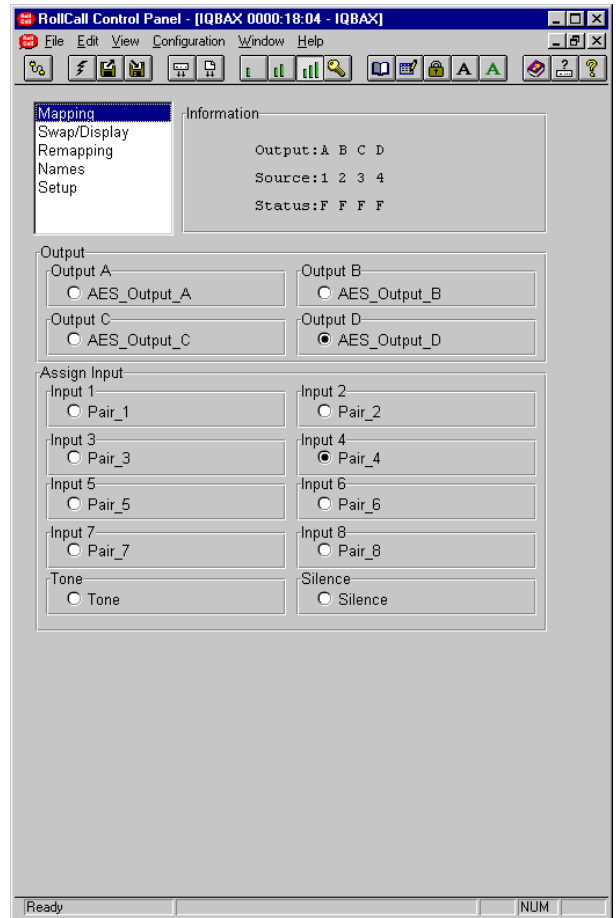 RollCall Control Panel - [IQBAX 0000:18:04 - IQBAX]
File Edit View Configuration Window Help
A A
Mapping
Swap/Display
Remapping
Names
Setup
Information
Output:A B C D
Source:1 2 3 4
Status:F F F F
Output
Output A
AES_Output_A
Output B
AES_Output_B
Output C
AES_Output_C
Output D
AES_Output_D
Assign Input
Input 1
Pair_1
Input 2
Pair_2
Input 3
Pair_3
Input 4
Pair_4
Input 5
Pair_5
Input 6
Pair_6
Input 7
Pair_7
Input 8
Pair_8
Tone
Tone
Silence
Silence
Ready
NUM